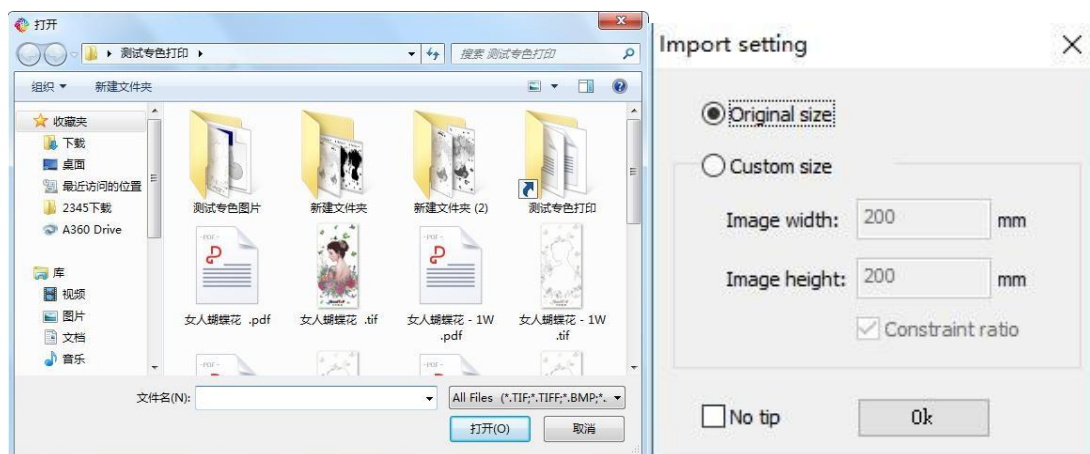 打开
测试专色打印
搜索 测试专色打印
组织
新建文件夹
收藏夹
下载
桌面
最近访问的位置
2345下载
A360 Drive
库
视频
图片
文档
音乐
测试专色图片
新建文件夹
新建文件夹 (2)
测试专色打印
女人蝴蝶花 .pdf
女人蝴蝶花 .tif
女人蝴蝶花 - 1W
.pdf
女人蝴蝶花 - 1W
.tif
文件名(N):
All Files (*.TIF;*.TIFF;*.BMP;*.
打开(O)
取消
Import setting
Original size
Custom size
Image width: 200 mm
Image height: 200 mm
Constraint ratio
No tip
Ok